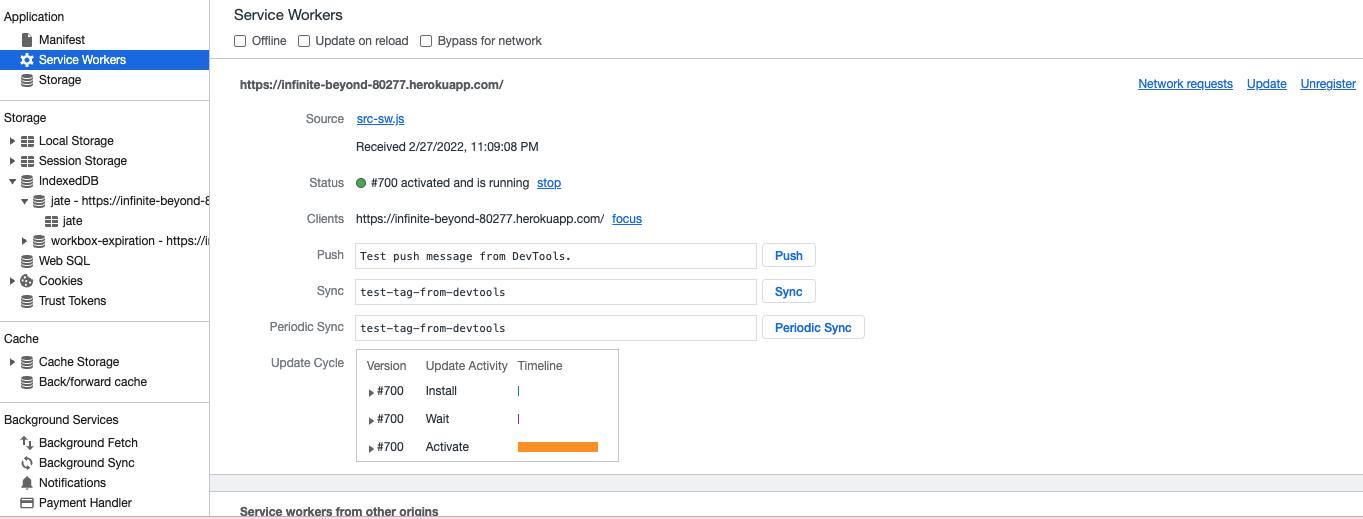 Application
Manifest
Service Workers
Storage
Storage
Local Storage
Session Storage
IndexedDB
jate - https://infinite-beyond-8
jate
workbox-expiration - https://i
Web SQL
Cookies
Trust Tokens
Cache
Cache Storage
Back/forward cache
Background Services
Background Fetch
Background Sync
Notifications
Payment Handler
Service Workers
Offline Update on reload Bypass for network
https://infinite-beyond-80277.herokuapp.com/ Network requests Update Unregister
Source src-sw.js
Received 2/27/2022, 11:09:08 PM
Status #700 activated and is running stop
Clients https://infinite-beyond-80277.herokuapp.com/ focus
Push Test push message from DevTools. Push
Sync test-tag-from-devtools Sync
Periodic Sync test-tag-from-devtools Periodic Sync
Update Cycle Version Update Activity Timeline
#700 Install
#700 Wait
#700 Activate
Service workers from other origins